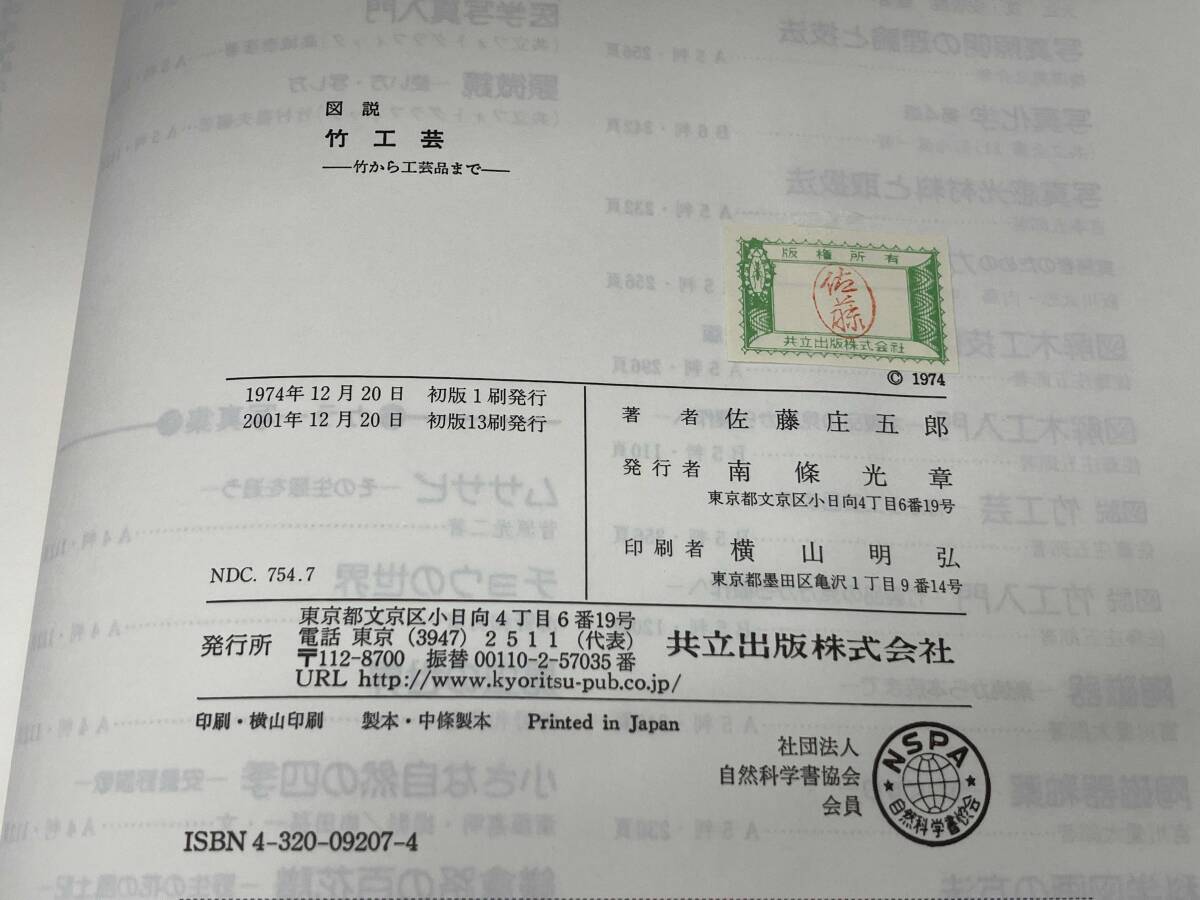 図説
竹工芸
――竹から工芸品まで――
版権所有
佐藤
共立出版株式会社
© 1974
1974年12月20日 初版1刷発行
2001年12月20日 初版13刷発行
著者 佐藤庄五郎
発行者 南條光章
東京都文京区小日向4丁目6番19号
印刷者 横山明弘
東京都墨田区亀沢1丁目9番14号
NDC. 754.7
発行所
東京都文京区小日向4丁目6番19号
電話 東京 (3947) 2511 (代表)
〒112-8700 振替 00110-2-57035番
URL http://www.kyoritsu-pub.co.jp/
共立出版株式会社
印刷・横山印刷 製本・中條製本 Printed in Japan
社団法人
自然科学書協会
会員
NSPA
自然科学書協会
ISBN4-320-09207-4